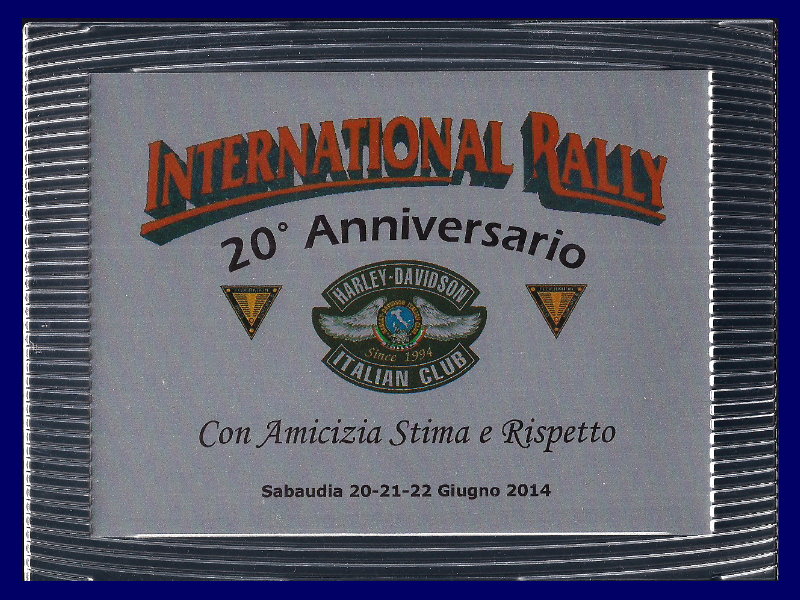 INTERNATIONAL RALLY
20° Anniversario
HARLEY-DAVIDSON
Since 1994
ITALIAN CLUB
Con Amicizia Stima e Rispetto
Sabaudia 20-21-22 Giugno 2014